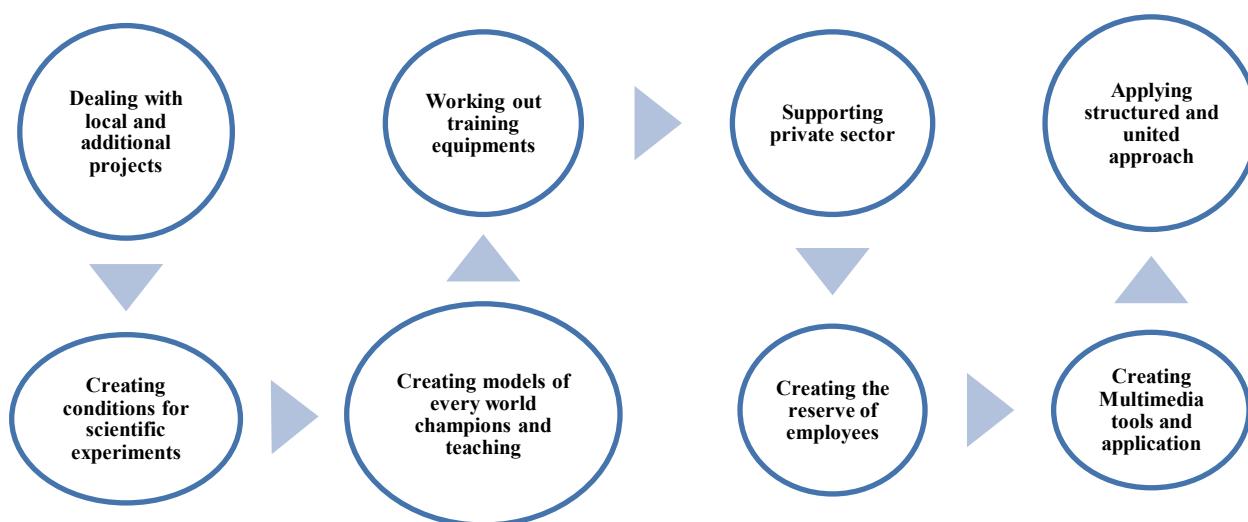 Dealing with
local and
additional
projects
Creating
conditions for
scientific
experiments
Creating models of
every world
champions and
teaching
Working out
training
equipments
Supporting
private sector
Creating the
reserve of
employees
Creating
Multimedia
tools and
application
Applying
structured and
united
approach